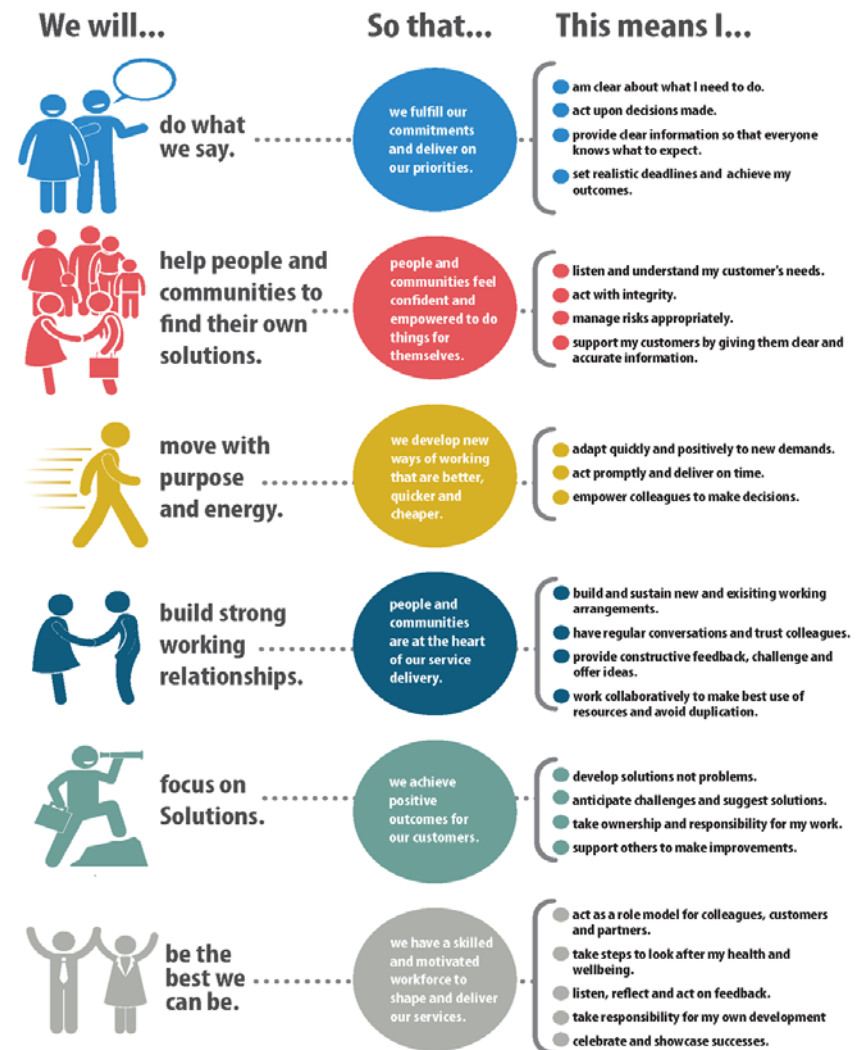 We will...
So that...
This means I...
do what
we say.
we fulfill our
commitments
and deliver on
our priorities.
am clear about what I need to do.
act upon decisions made.
provide clear information so that everyone
knows what to expect.
set realistic deadlines and achieve my
outcomes.
help people and
communities to
find their own
solutions.
people and
communities feel
confident and
empowered to do
things for
themselves.
listen and understand my customer's needs.
act with integrity.
manage risks appropriately.
support my customers by giving them clear and
accurate information.
move with
purpose
and energy.
we develop new
ways of working
that are better,
quicker and
cheaper.
adapt quickly and positively to new demands.
act promptly and deliver on time.
empower colleagues to make decisions.
build strong
working
relationships.
people and
communities
are at the heart
of our service
delivery.
build and sustain new and exisiting working
arrangements.
have regular conversations and trust colleagues.
provide constructive feedback, challenge and
offer ideas.
work collaboratively to make best use of
resources and avoid duplication.
focus on
Solutions.
we achieve
positive
outcomes for
our customers.
develop solutions not problems.
anticipate challenges and suggest solutions.
take ownership and responsibility for my work.
support others to make improvements.
be the
best we
can be.
we have a skilled
and motivated
workforce to
shape and deliver
our services.
act as a role model for colleagues, customers
and partners.
take steps to look after my health and
wellbeing.
listen, reflect and act on feedback.
take responsibility for my own development
celebrate and showcase successes.